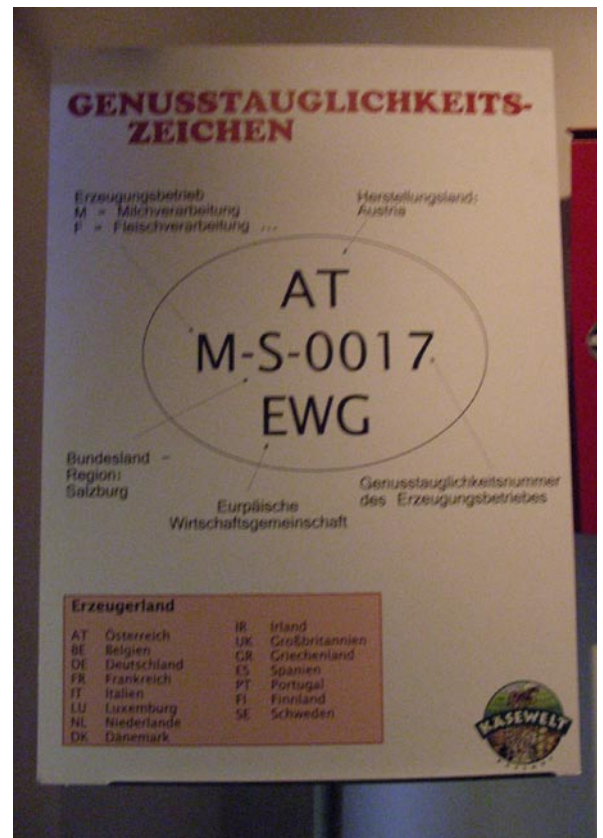 GENUSSTAUGLICHKEITS-
ZEICHEN
Erzeugungsbetrieb
M = Milchverarbeitung
F = Fleischverarbeitung ...
Herstellungsland:
Austria
AT
M-S-0017
EWG
Bundesland -
Region:
Salzburg
Eurpäische
Wirtschaftsgemeinschaft
Genusstauglichkeitsnummer
des Erzeugungsbetriebes
Erzeugerland
AT Österreich
BE Belgien
DE Deutschland
FR Frankreich
IT Italien
LU Luxemburg
NL Niederlande
DK Dänemark
IR Irland
UK Großbritannien
GR Griechenland
ES Spanien
PT Portugal
FI Finnland
SE Schweden
KÄSEWELT